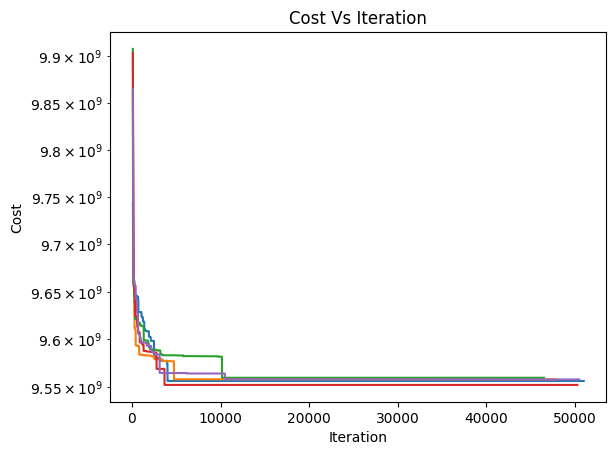 Cost Vs Iteration
9.9 × 10⁹
9.85 × 10⁹
9.8 × 10⁹
9.75 × 10⁹
9.7 × 10⁹
9.65 × 10⁹
9.6 × 10⁹
9.55 × 10⁹
Cost
0 10000 20000 30000 40000 50000
Iteration